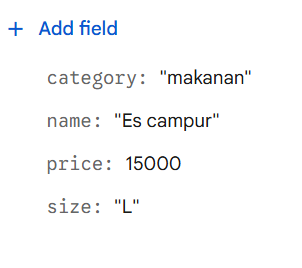 + Add field
category: "makanan"
name: "Es campur"
price: 15000
size: "L"